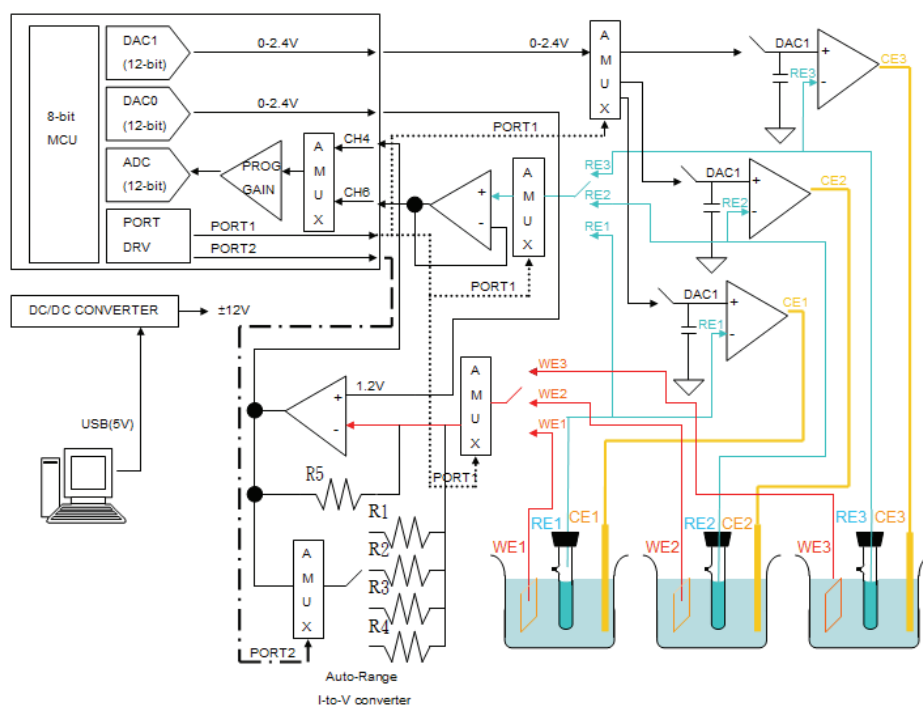 DAC1
(12-bit)
0-2.4V
0-2.4V
A
M
U
X
DAC1
CE3
RE3
+
-
8-bit
MCU
DAC0
(12-bit)
0-2.4V
PORT1
ADC
(12-bit)
PROG
GAIN
A
M
U
X
CH4
CH6
+
-
A
M
U
X
RE3
RE2
RE1
DAC1
CE2
RE2
+
-
PORT
DRV
PORT1
PORT2
PORT1
DC/DC CONVERTER
±12V
DAC1
CE1
RE1
+
-
USB(5V)
1.2V
+
-
A
M
U
X
WE3
WE2
WE1
PORT1
R5
R1
R2
R3
R4
A
M
U
X
PORT2
Auto-Range
I-to-V converter
WE1
RE1
CE1
WE2
RE2
CE2
WE3
RE3
CE3